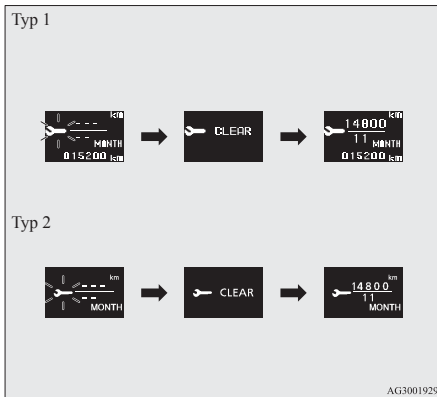 Typ 1
km
--- 
--
MONTH
015200 km
CLEAR
km
14800
11
MONTH
015200 km
Typ 2
km
---
--
MONTH
CLEAR
km
14800
11
MONTH
AG3001929